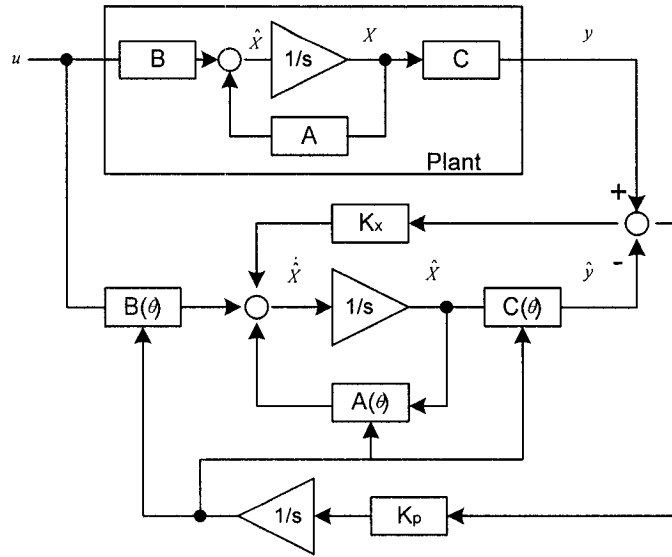 u
B
X̂
1/s
X
C
y
A
Plant
+
Kx
-
B(θ)
Ẋ̂
1/s
X̂
C(θ)
ŷ
A(θ)
1/s
Kp